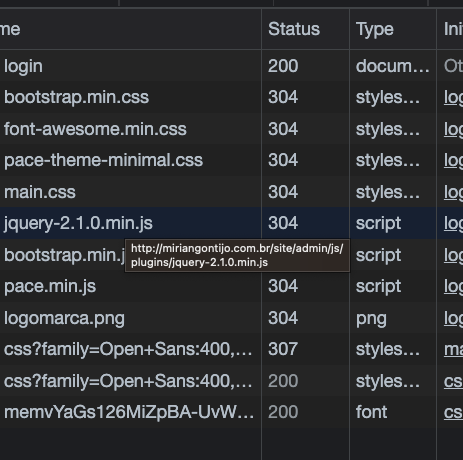 me Status Type Ini
login 200 docum… Ot
bootstrap.min.css 304 styles… log
font-awesome.min.css 304 styles… log
pace-theme-minimal.css 304 styles… log
main.css 304 styles… log
jquery-2.1.0.min.js 304 script log
http://miriangontijo.com.br/site/admin/js/
plugins/jquery-2.1.0.min.js
bootstrap.min.j script log
pace.min.js 304 script log
logomarca.png 304 png log
css?family=Open+Sans:400,… 307 styles… ma
css?family=Open+Sans:400,… 200 styles… cs
memvYaGs126MiZpBA-UvW… 200 font cs